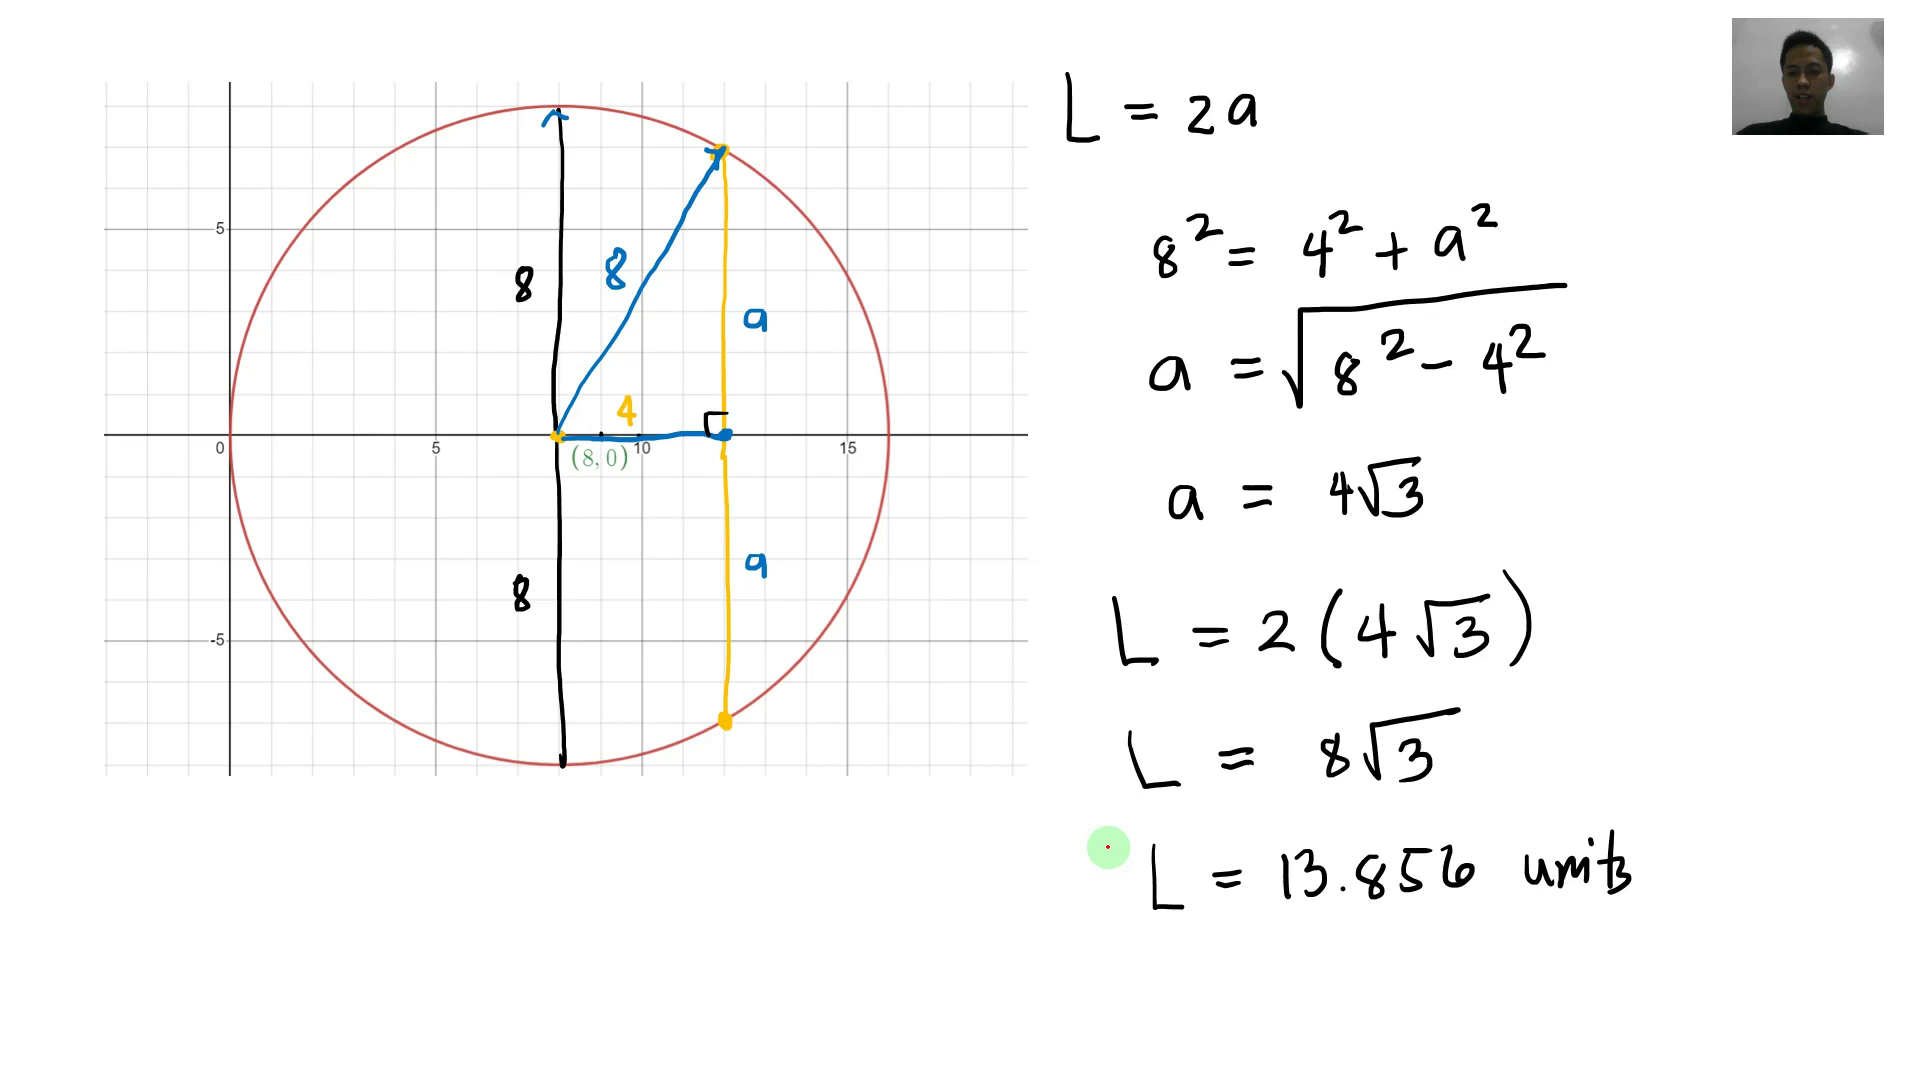 8
8
a
4
5
0
5
10
15
(8, 0)
-5
8
a
L = 2a
8² = 4² + a²
a = √8² - 4²
a = 4√3
L = 2(4√3)
L = 8√3
L = 13.856 units